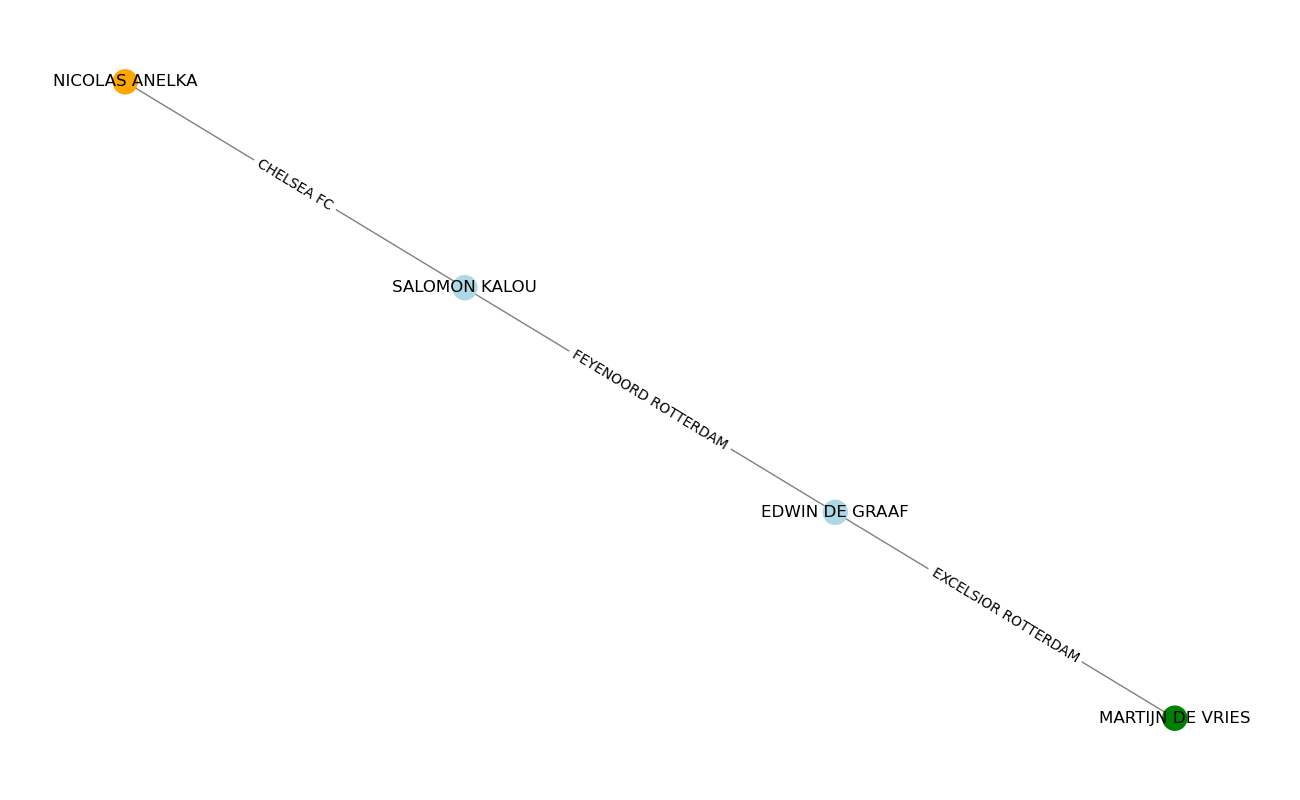 NICOLAS ANELKA
CHELSEA FC
SALOMON KALOU
FEYENOORD ROTTERDAM
EDWIN DE GRAAF
EXCELSIOR ROTTERDAM
MARTIJN DE VRIES